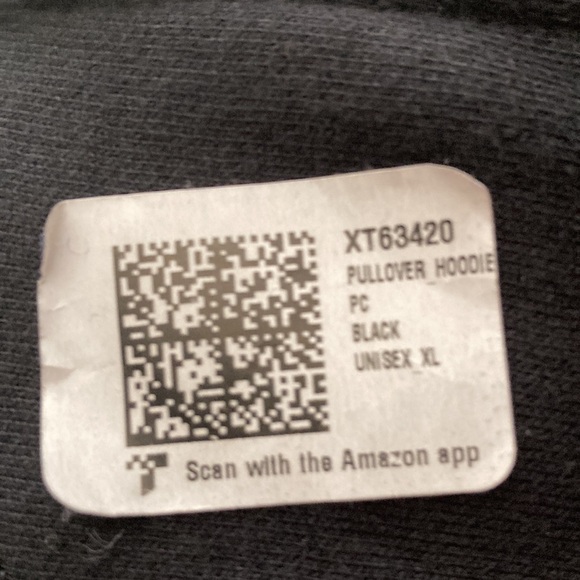 XT63420
PULLOVER_HOODIE
PC
BLACK
UNISEX_XL
Scan with the Amazon app